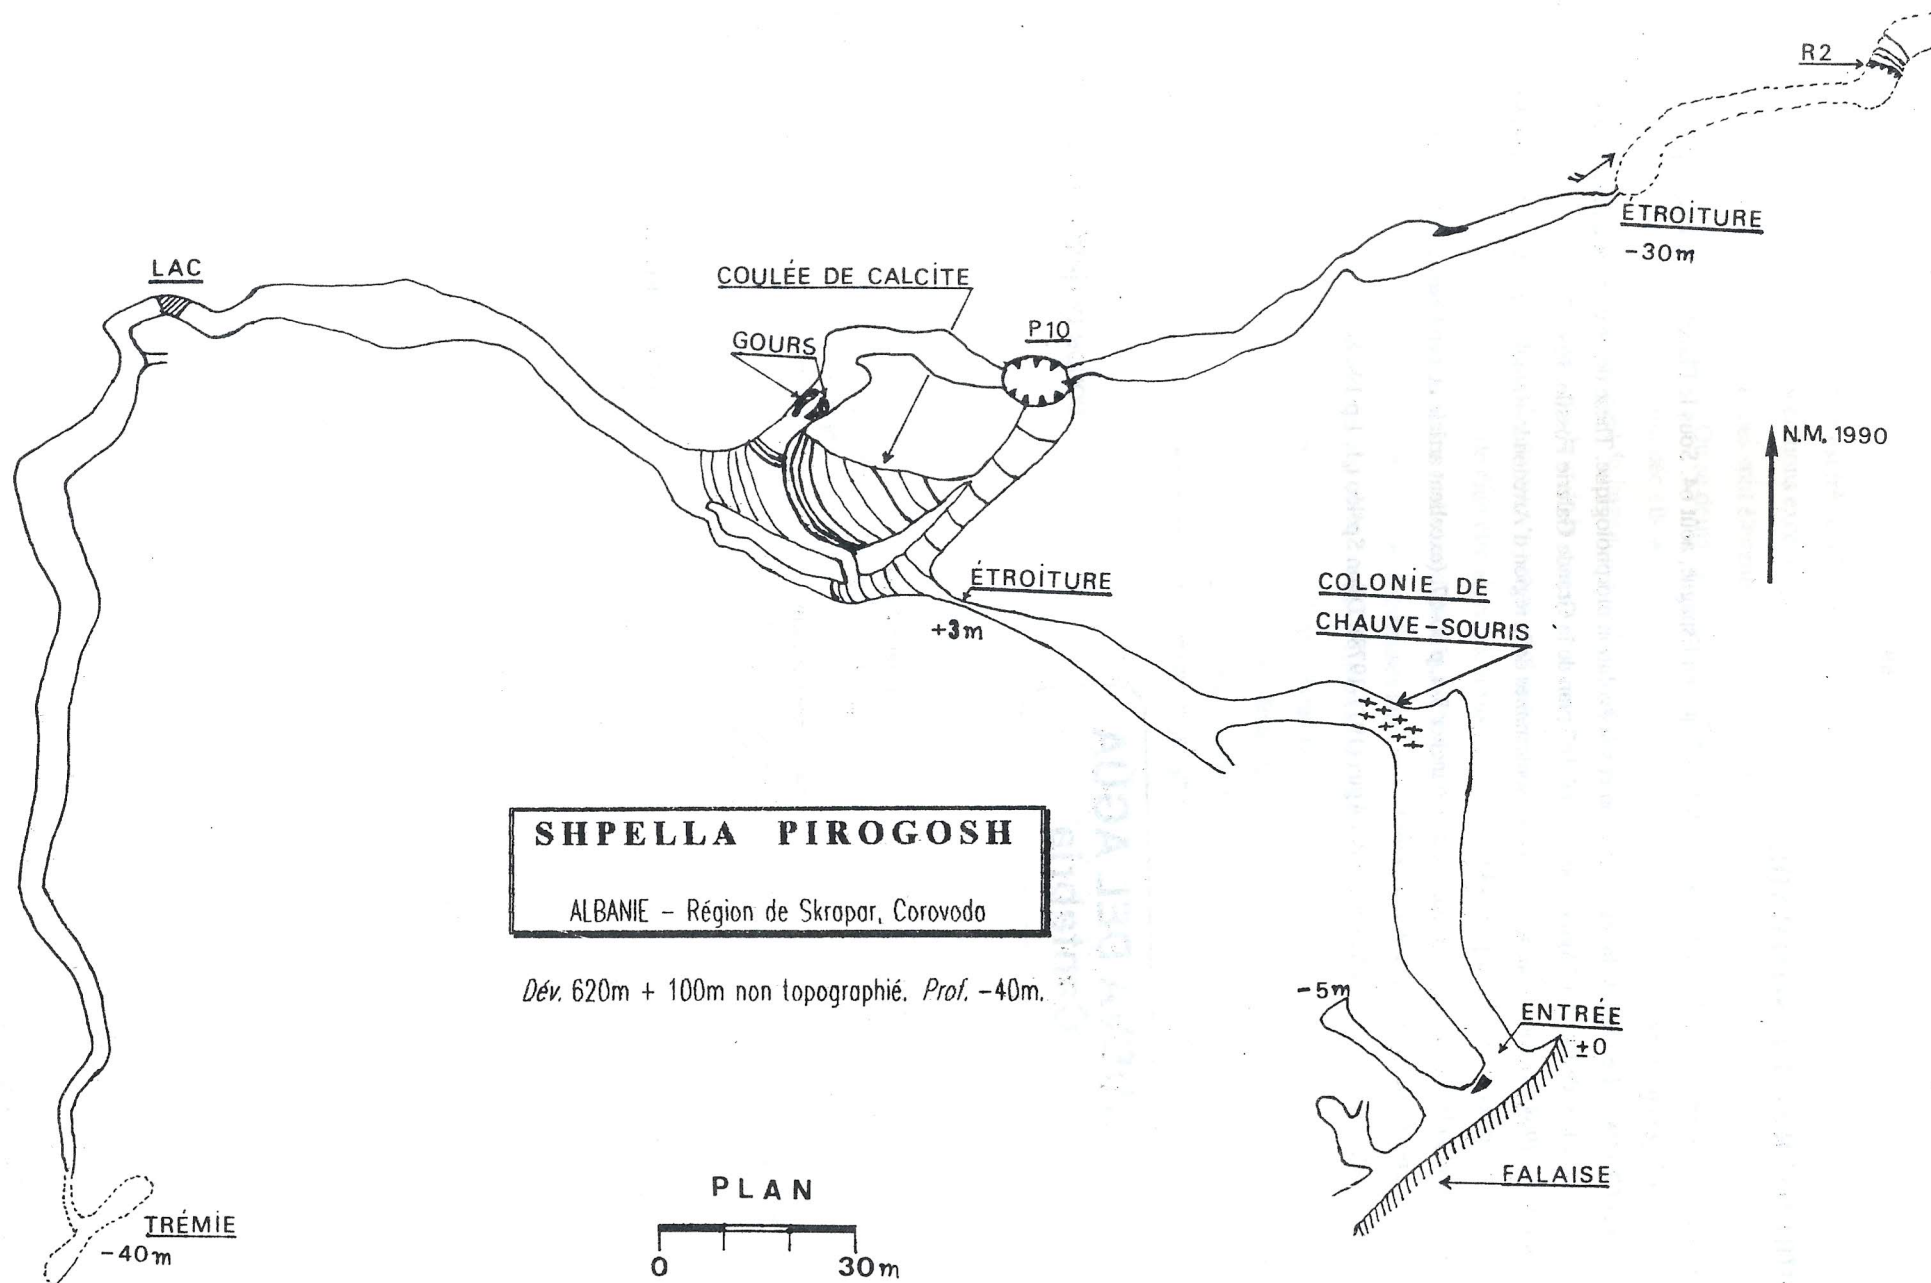 R2
ÉTROITURE
-30m
LAC
COULÉE DE CALCITE
P10
GOURS
N.M. 1990
ÉTROITURE
+3m
COLONIE DE
CHAUVE-SOURIS
SHPELLA PIROGOSH
ALBANIE - Région de Skrapar, Corovoda
Dév. 620m + 100m non topographié. Prof. -40m.
-5m
ENTRÉE
±0
FALAISE
PLAN
0 30m
TRÉMIE
-40m